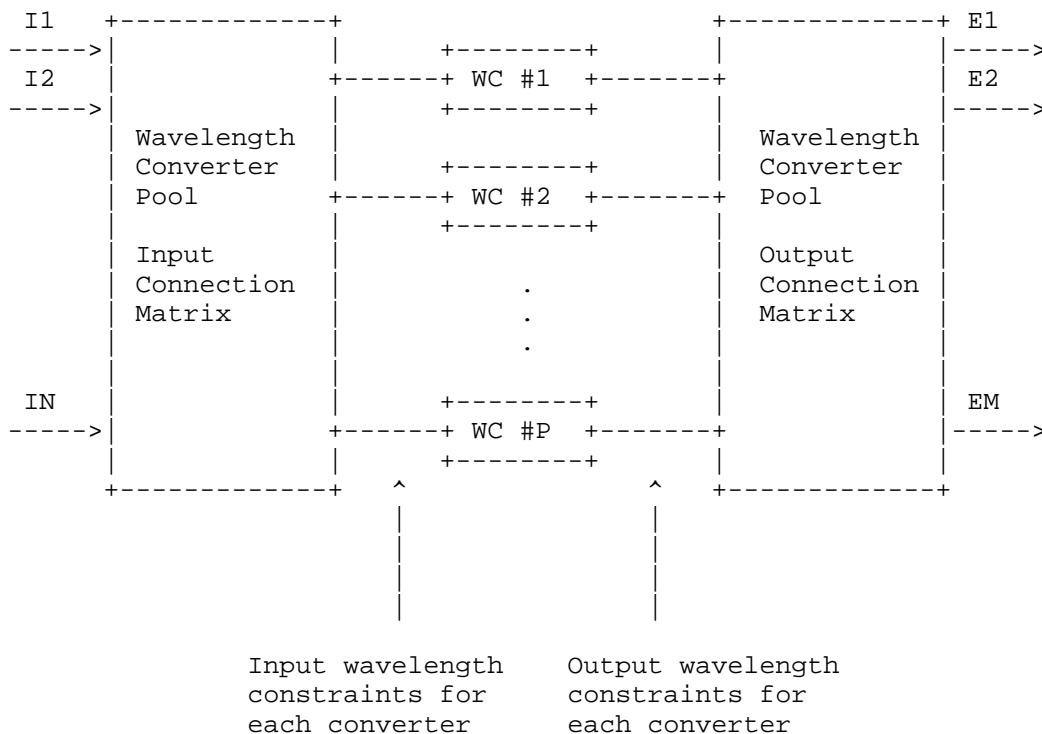 I1 E1
I2 WC #1 E2
Wavelength Wavelength
Converter Converter
Pool WC #2 Pool
Input Output
Connection . Connection
Matrix . Matrix
.
IN EM
WC #P
Input wavelength Output wavelength
constraints for constraints for
each converter each converter